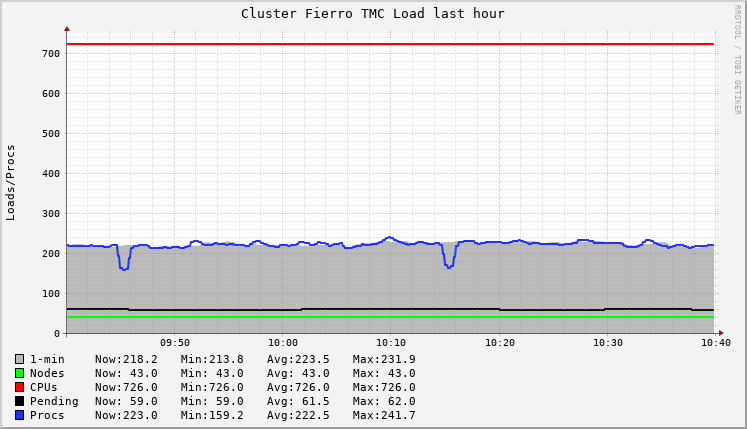 Cluster Fierro TMC Load last hour
RRDTOOL / TOBI OETIKER
Loads/Procs
700
600
500
400
300
200
100
0
09:50 10:00 10:10 10:20 10:30 10:40
1-min Now:218.2 Min:213.8 Avg:223.5 Max:231.9
Nodes Now: 43.0 Min: 43.0 Avg: 43.0 Max: 43.0
CPUs Now:726.0 Min:726.0 Avg:726.0 Max:726.0
Pending Now: 59.0 Min: 59.0 Avg: 61.5 Max: 62.0
Procs Now:223.0 Min:159.2 Avg:222.5 Max:241.7